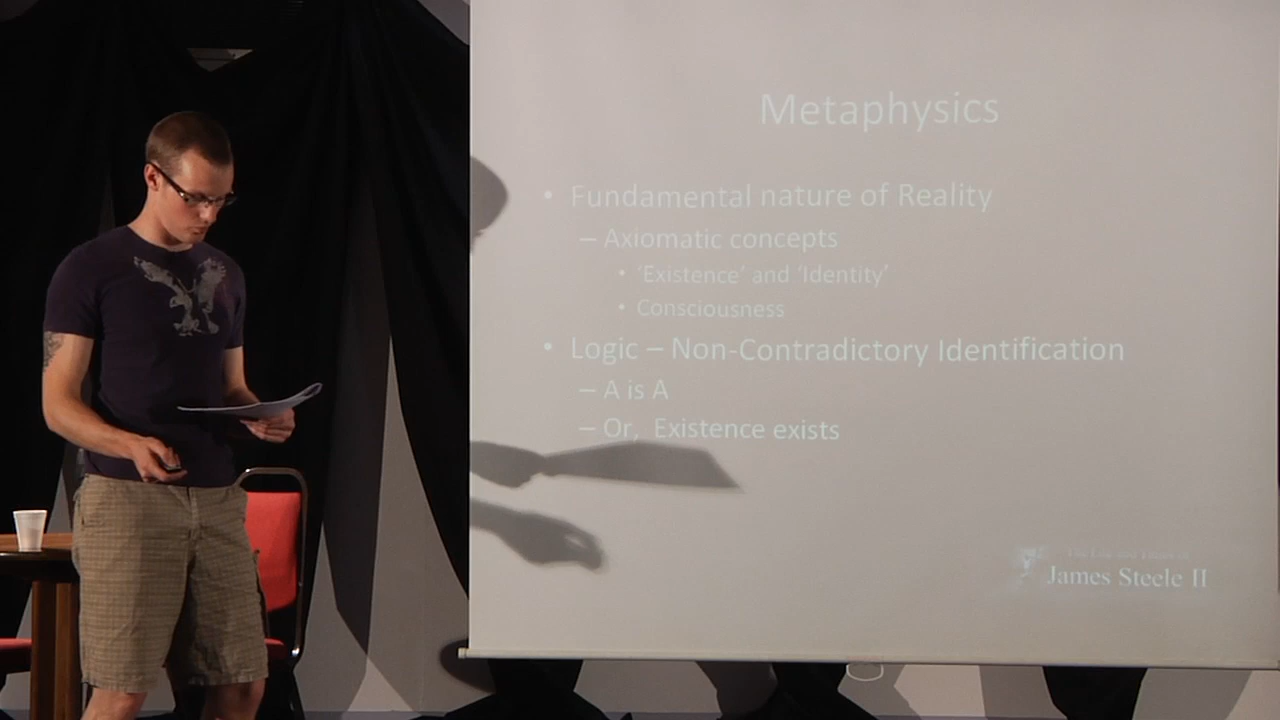 Metaphysics
• Fundamental nature of Reality
– Axiomatic concepts
• ‘Existence’ and ‘Identity’
• Consciousness
• Logic – Non-Contradictory Identification
– A is A
– Or, Existence exists
James Steele II